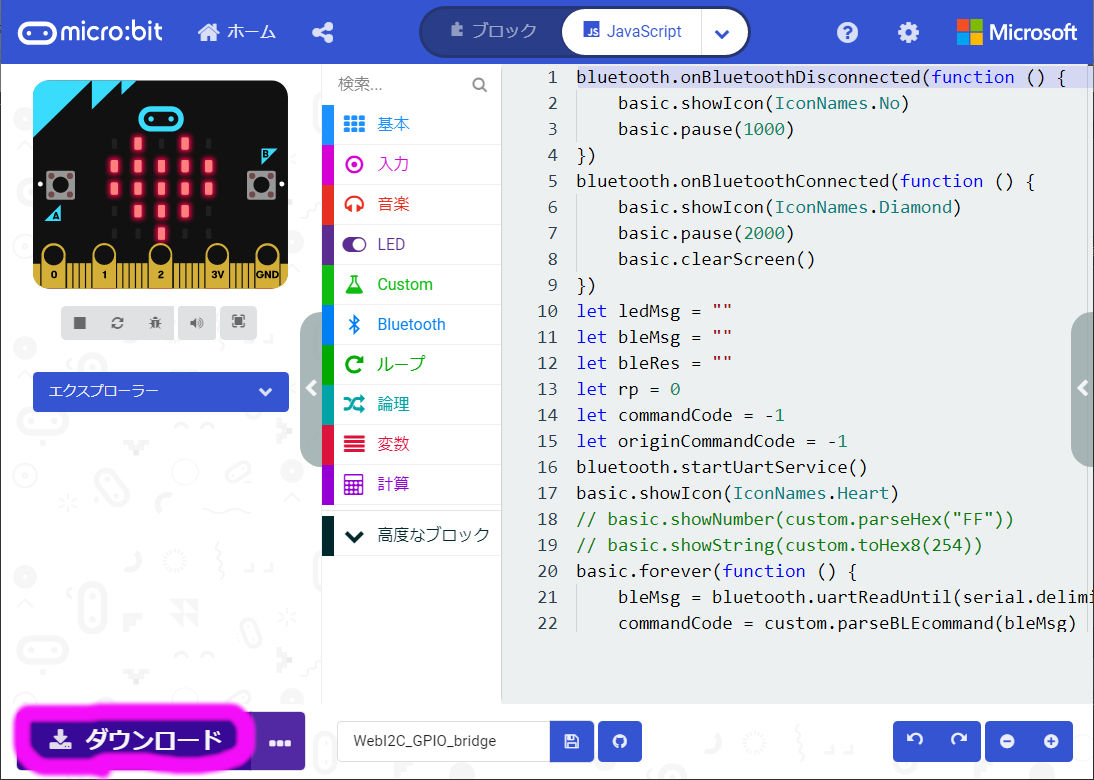 micro:bit
ホーム
ブロック
JavaScript
Microsoft
A
B
0 1 2 3V GND
エクスプローラー
検索...
基本
入力
音楽
LED
Custom
Bluetooth
ループ
論理
変数
計算
高度なブロック
1 bluetooth.onBluetoothDisconnected(function () {
2 basic.showIcon(IconNames.No)
3 basic.pause(1000)
4 })
5 bluetooth.onBluetoothConnected(function () {
6 basic.showIcon(IconNames.Diamond)
7 basic.pause(2000)
8 basic.clearScreen()
9 })
10 let ledMsg = ""
11 let bleMsg = ""
12 let bleRes = ""
13 let rp = 0
14 let commandCode = -1
15 let originCommandCode = -1
16 bluetooth.startUartService()
17 basic.showIcon(IconNames.Heart)
18 // basic.showNumber(custom.parseHex("FF"))
19 // basic.showString(custom.toHex8(254))
20 basic.forever(function () {
21 bleMsg = bluetooth.uartReadUntil(serial.delimi
22 commandCode = custom.parseBLEcommand(bleMsg)
ダウンロード
WebI2C_GPIO_bridge